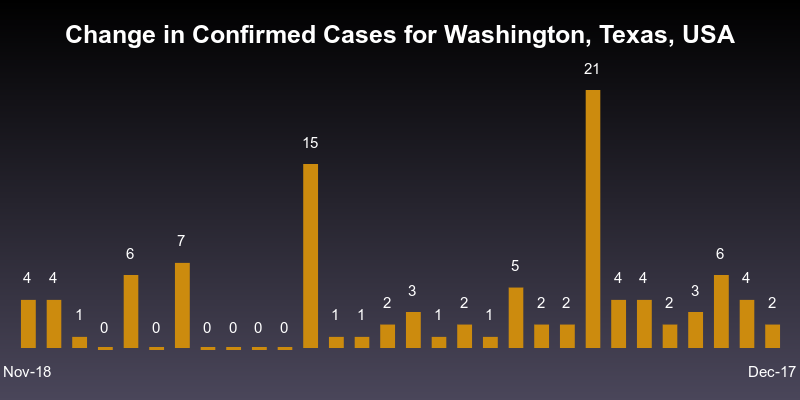 Change in Confirmed Cases for Washington, Texas, USA
4 4 1 0 6 0 7 0 0 0 0 15 1 1 2 3 1 2 1 5 2 2 21 4 4 2 3 6 4 2
Nov-18 Dec-17